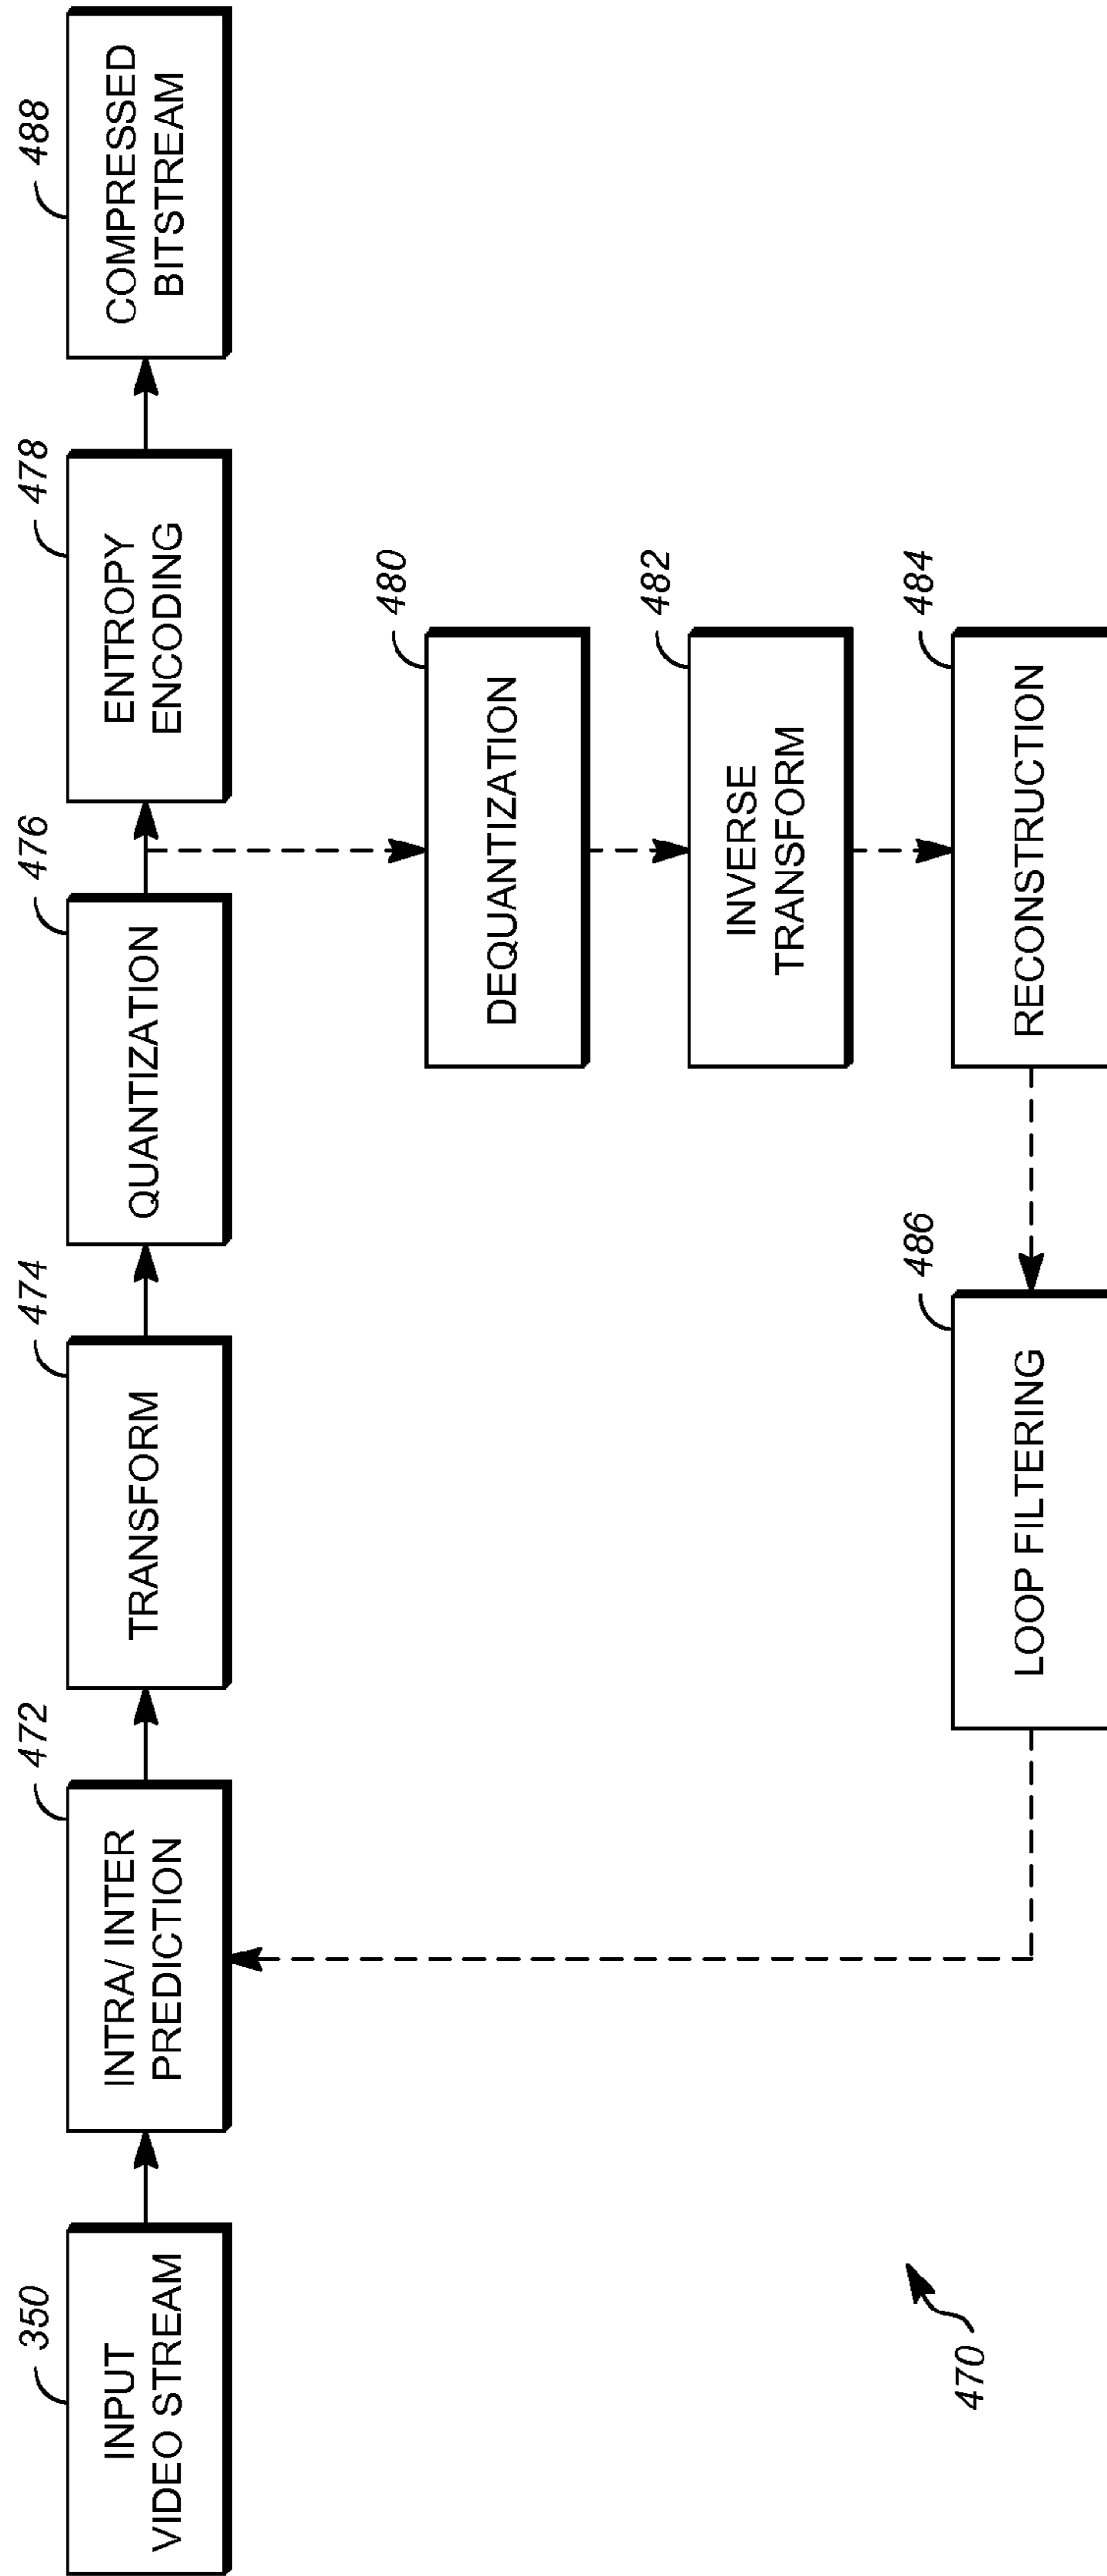 350
INPUT
VIDEO STREAM
472
INTRA/ INTER
PREDICTION
474
TRANSFORM
476
QUANTIZATION
478
ENTROPY
ENCODING
488
COMPRESSED
BITSTREAM
480
DEQUANTIZATION
482
INVERSE
TRANSFORM
484
RECONSTRUCTION
486
LOOP FILTERING
470